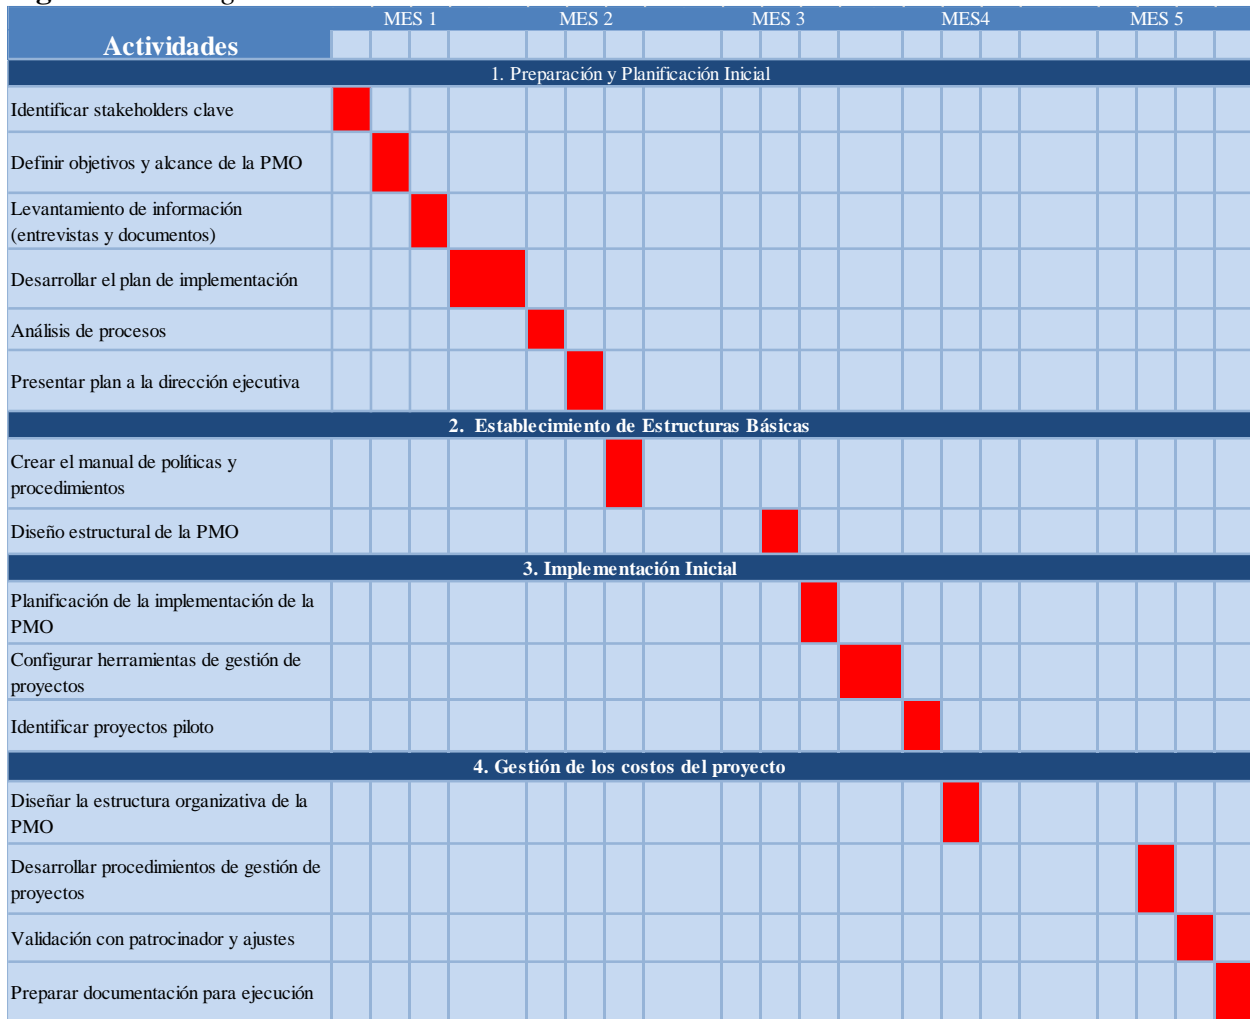 MES 1 MES 2 MES 3 MES4 MES 5
Actividades
1. Preparación y Planificación Inicial
Identificar stakeholders clave
Definir objetivos y alcance de la PMO
Levantamiento de información
(entrevistas y documentos)
Desarrollar el plan de implementación
Análisis de procesos
Presentar plan a la dirección ejecutiva
2. Establecimiento de Estructuras Básicas
Crear el manual de políticas y
procedimientos
Diseño estructural de la PMO
3. Implementación Inicial
Planificación de la implementación de la
PMO
Configurar herramientas de gestión de
proyectos
Identificar proyectos piloto
4. Gestión de los costos del proyecto
Diseñar la estructura organizativa de la
PMO
Desarrollar procedimientos de gestión de
proyectos
Validación con patrocinador y ajustes
Preparar documentación para ejecución